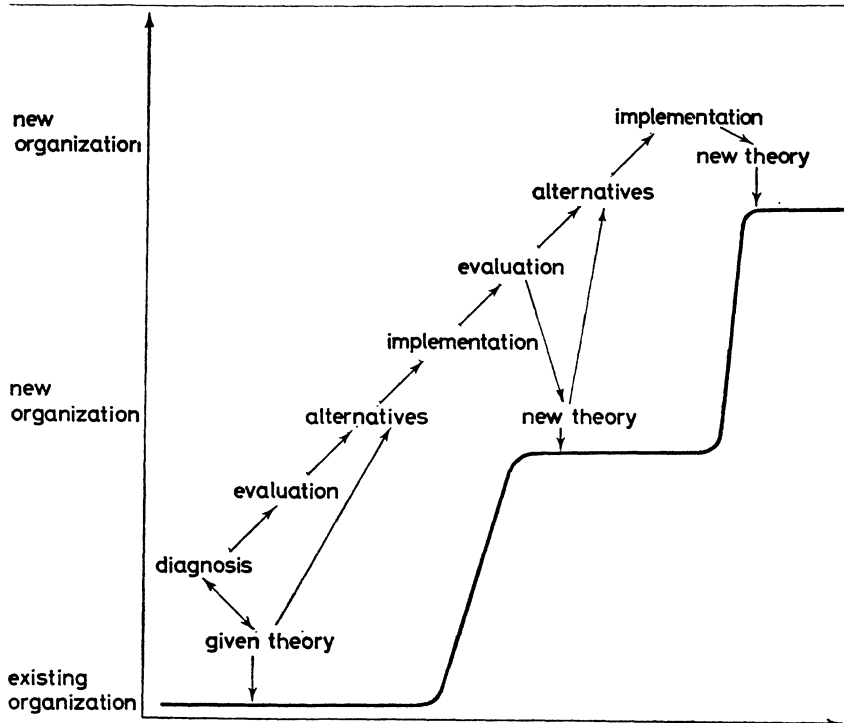 implementation
new
organization
new theory
alternatives
evaluation
implementation
new
organization
alternatives
new theory
evaluation
diagnosis
given theory
existing
organization